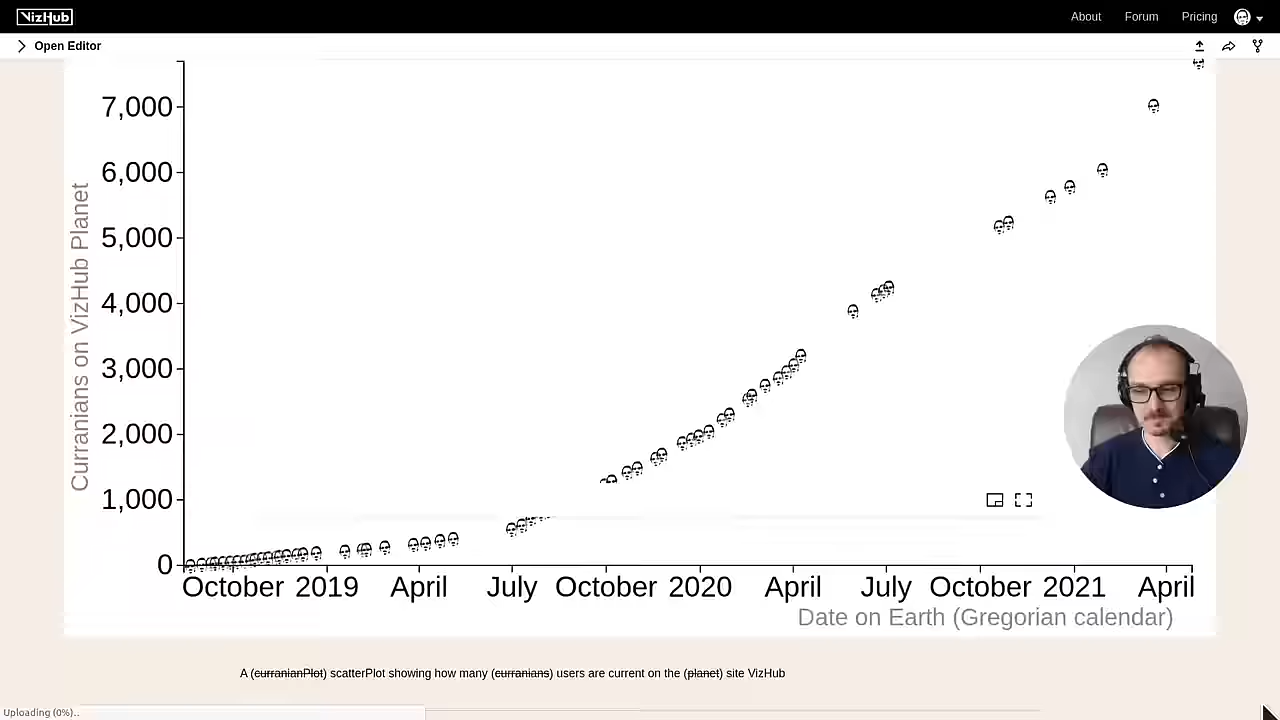 VizHub
About Forum Pricing
Open Editor
7,000
6,000
5,000
4,000
3,000
2,000
1,000
0
Curranians on VizHub Planet
October 2019 April July October 2020 April July October 2021 April
Date on Earth (Gregorian calendar)
A (curranianPlot) scatterPlot showing how many (curranians) users are current on the (planet) site VizHub
Uploading (0%)...